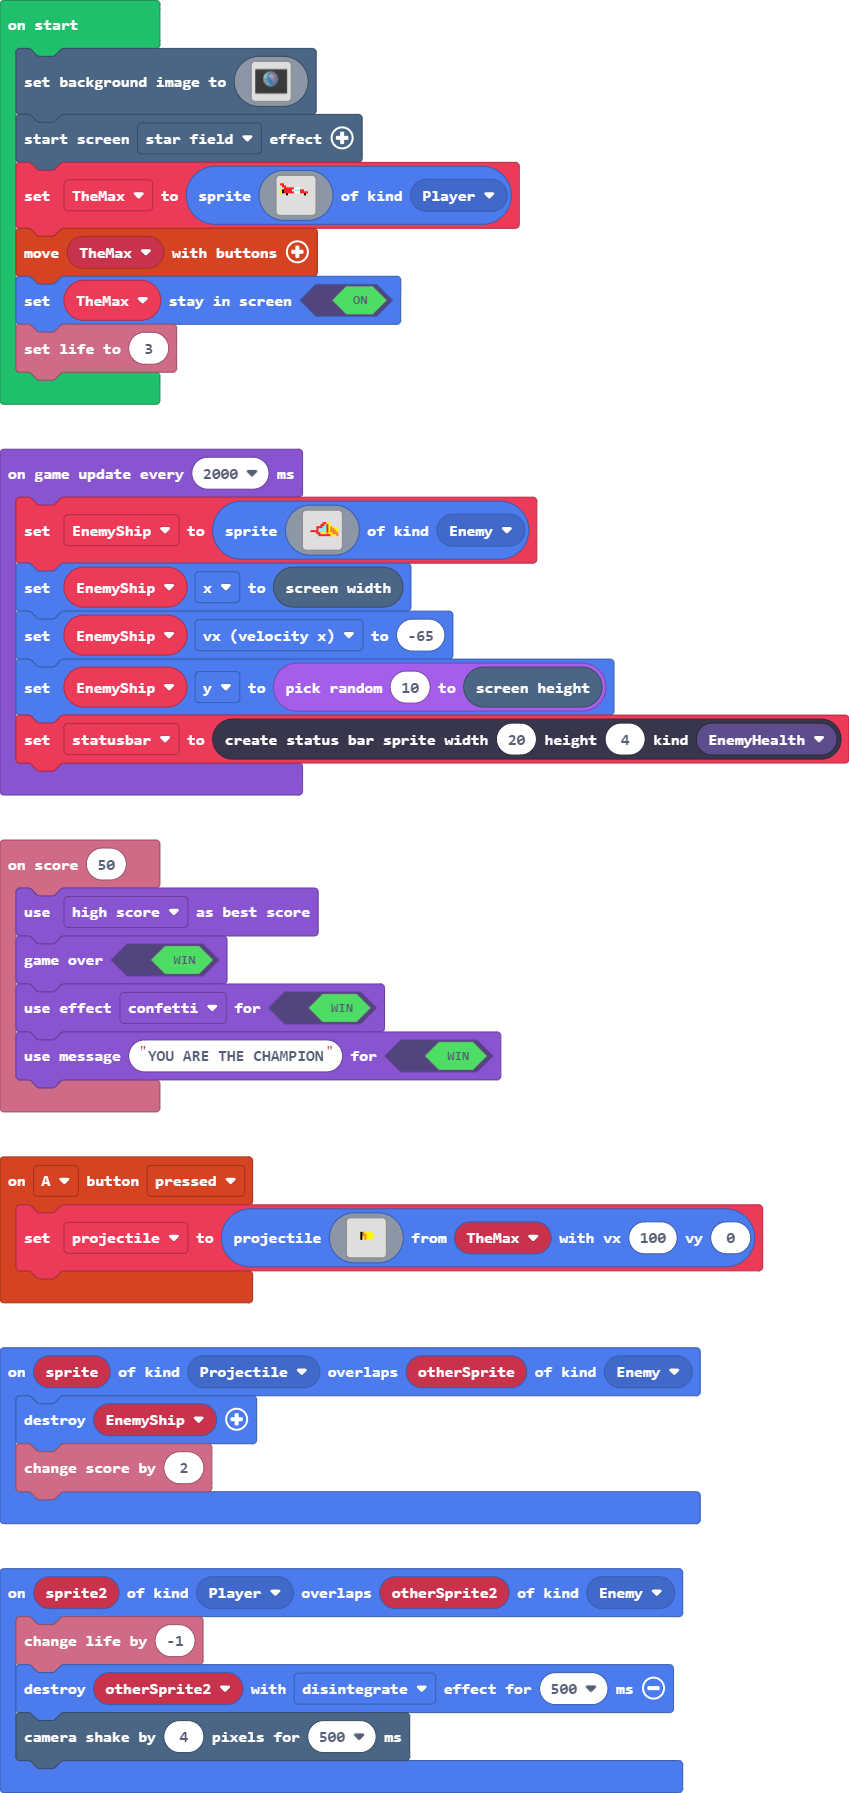 on start
set background image to
start screen star field effect
set TheMax to sprite of kind Player
move TheMax with buttons
set TheMax stay in screen ON
set life to 3
on game update every 2000 ms
set EnemyShip to sprite of kind Enemy
set EnemyShip x to screen width
set EnemyShip vx (velocity x) to -65
set EnemyShip y to pick random 10 to screen height
set statusbar to create status bar sprite width 20 height 4 kind EnemyHealth
on score 50
use high score as best score
game over WIN
use effect confetti for WIN
use message "YOU ARE THE CHAMPION" for WIN
on A button pressed
set projectile to projectile from TheMax with vx 100 vy 0
on sprite of kind Projectile overlaps otherSprite of kind Enemy
destroy EnemyShip
change score by 2
on sprite2 of kind Player overlaps otherSprite2 of kind Enemy
change life by -1
destroy otherSprite2 with disintegrate effect for 500 ms
camera shake by 4 pixels for 500 ms